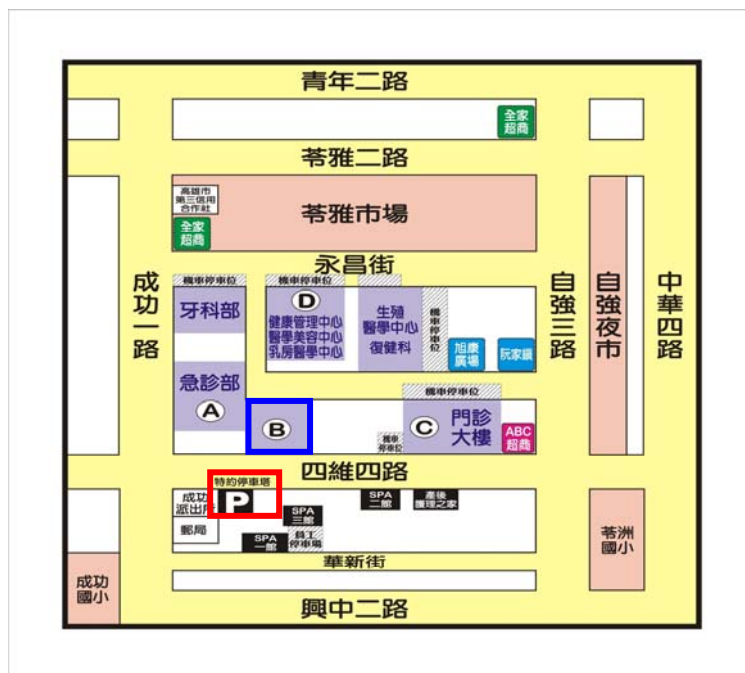 青年二路
全家
超商
苓雅二路
高雄市
第三信用
合作社
全家
超商
苓雅市場
永昌街
成功一路
自強三路
自強夜市
中華四路
機車停車位
牙科部
急診部
A
機車停車位
D
健康管理中心
醫學美容中心
乳房醫學中心
生殖
醫學中心
復健科
機車停車位
旭康
廣場
阮家鎮
B
機車停車位
機車
停車位
C
門診
大樓
ABC
超商
四維四路
特約停車塔
P
成功
派出所
郵局
SPA
三館
SPA
一館
員工
停車場
SPA
二館
產後
護理之家
華新街
興中二路
成功
國小
苓洲
國小